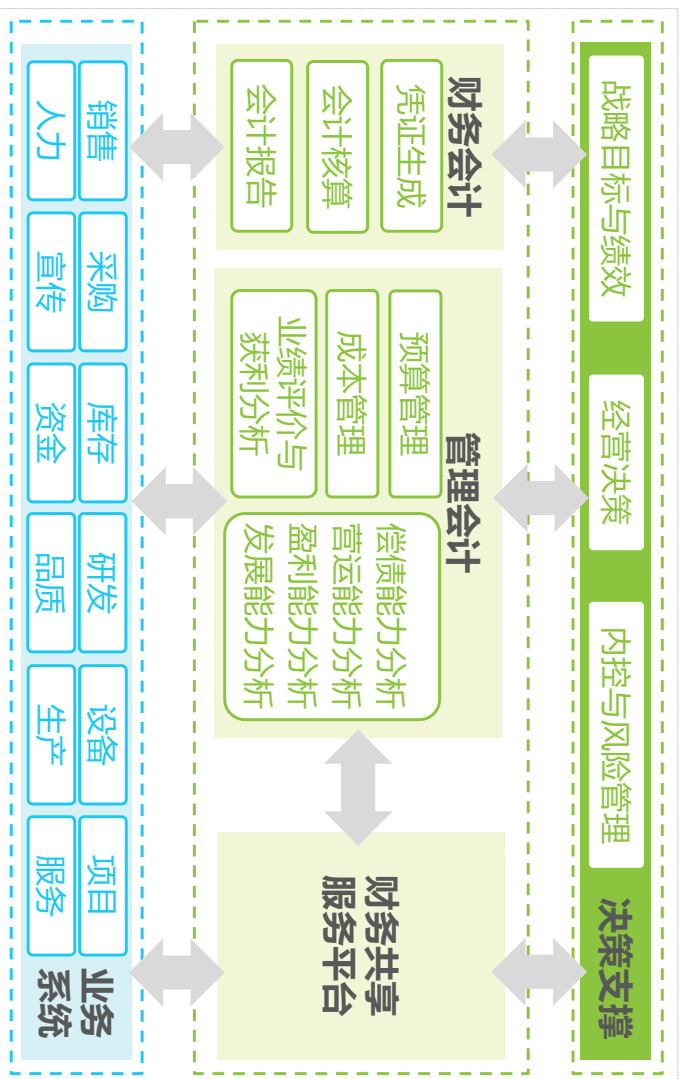 战略目标与绩效
经营决策
内控与风险管理
决策支撑
财务会计
凭证生成
会计核算
会计报告
管理会计
预算管理
成本管理
业绩评价与
获利分析
偿债能力分析
营运能力分析
盈利能力分析
发展能力分析
财务共享
服务平台
销售
采购
库存
研发
设备
项目
人力
宣传
资金
品质
生产
服务
业务
系统